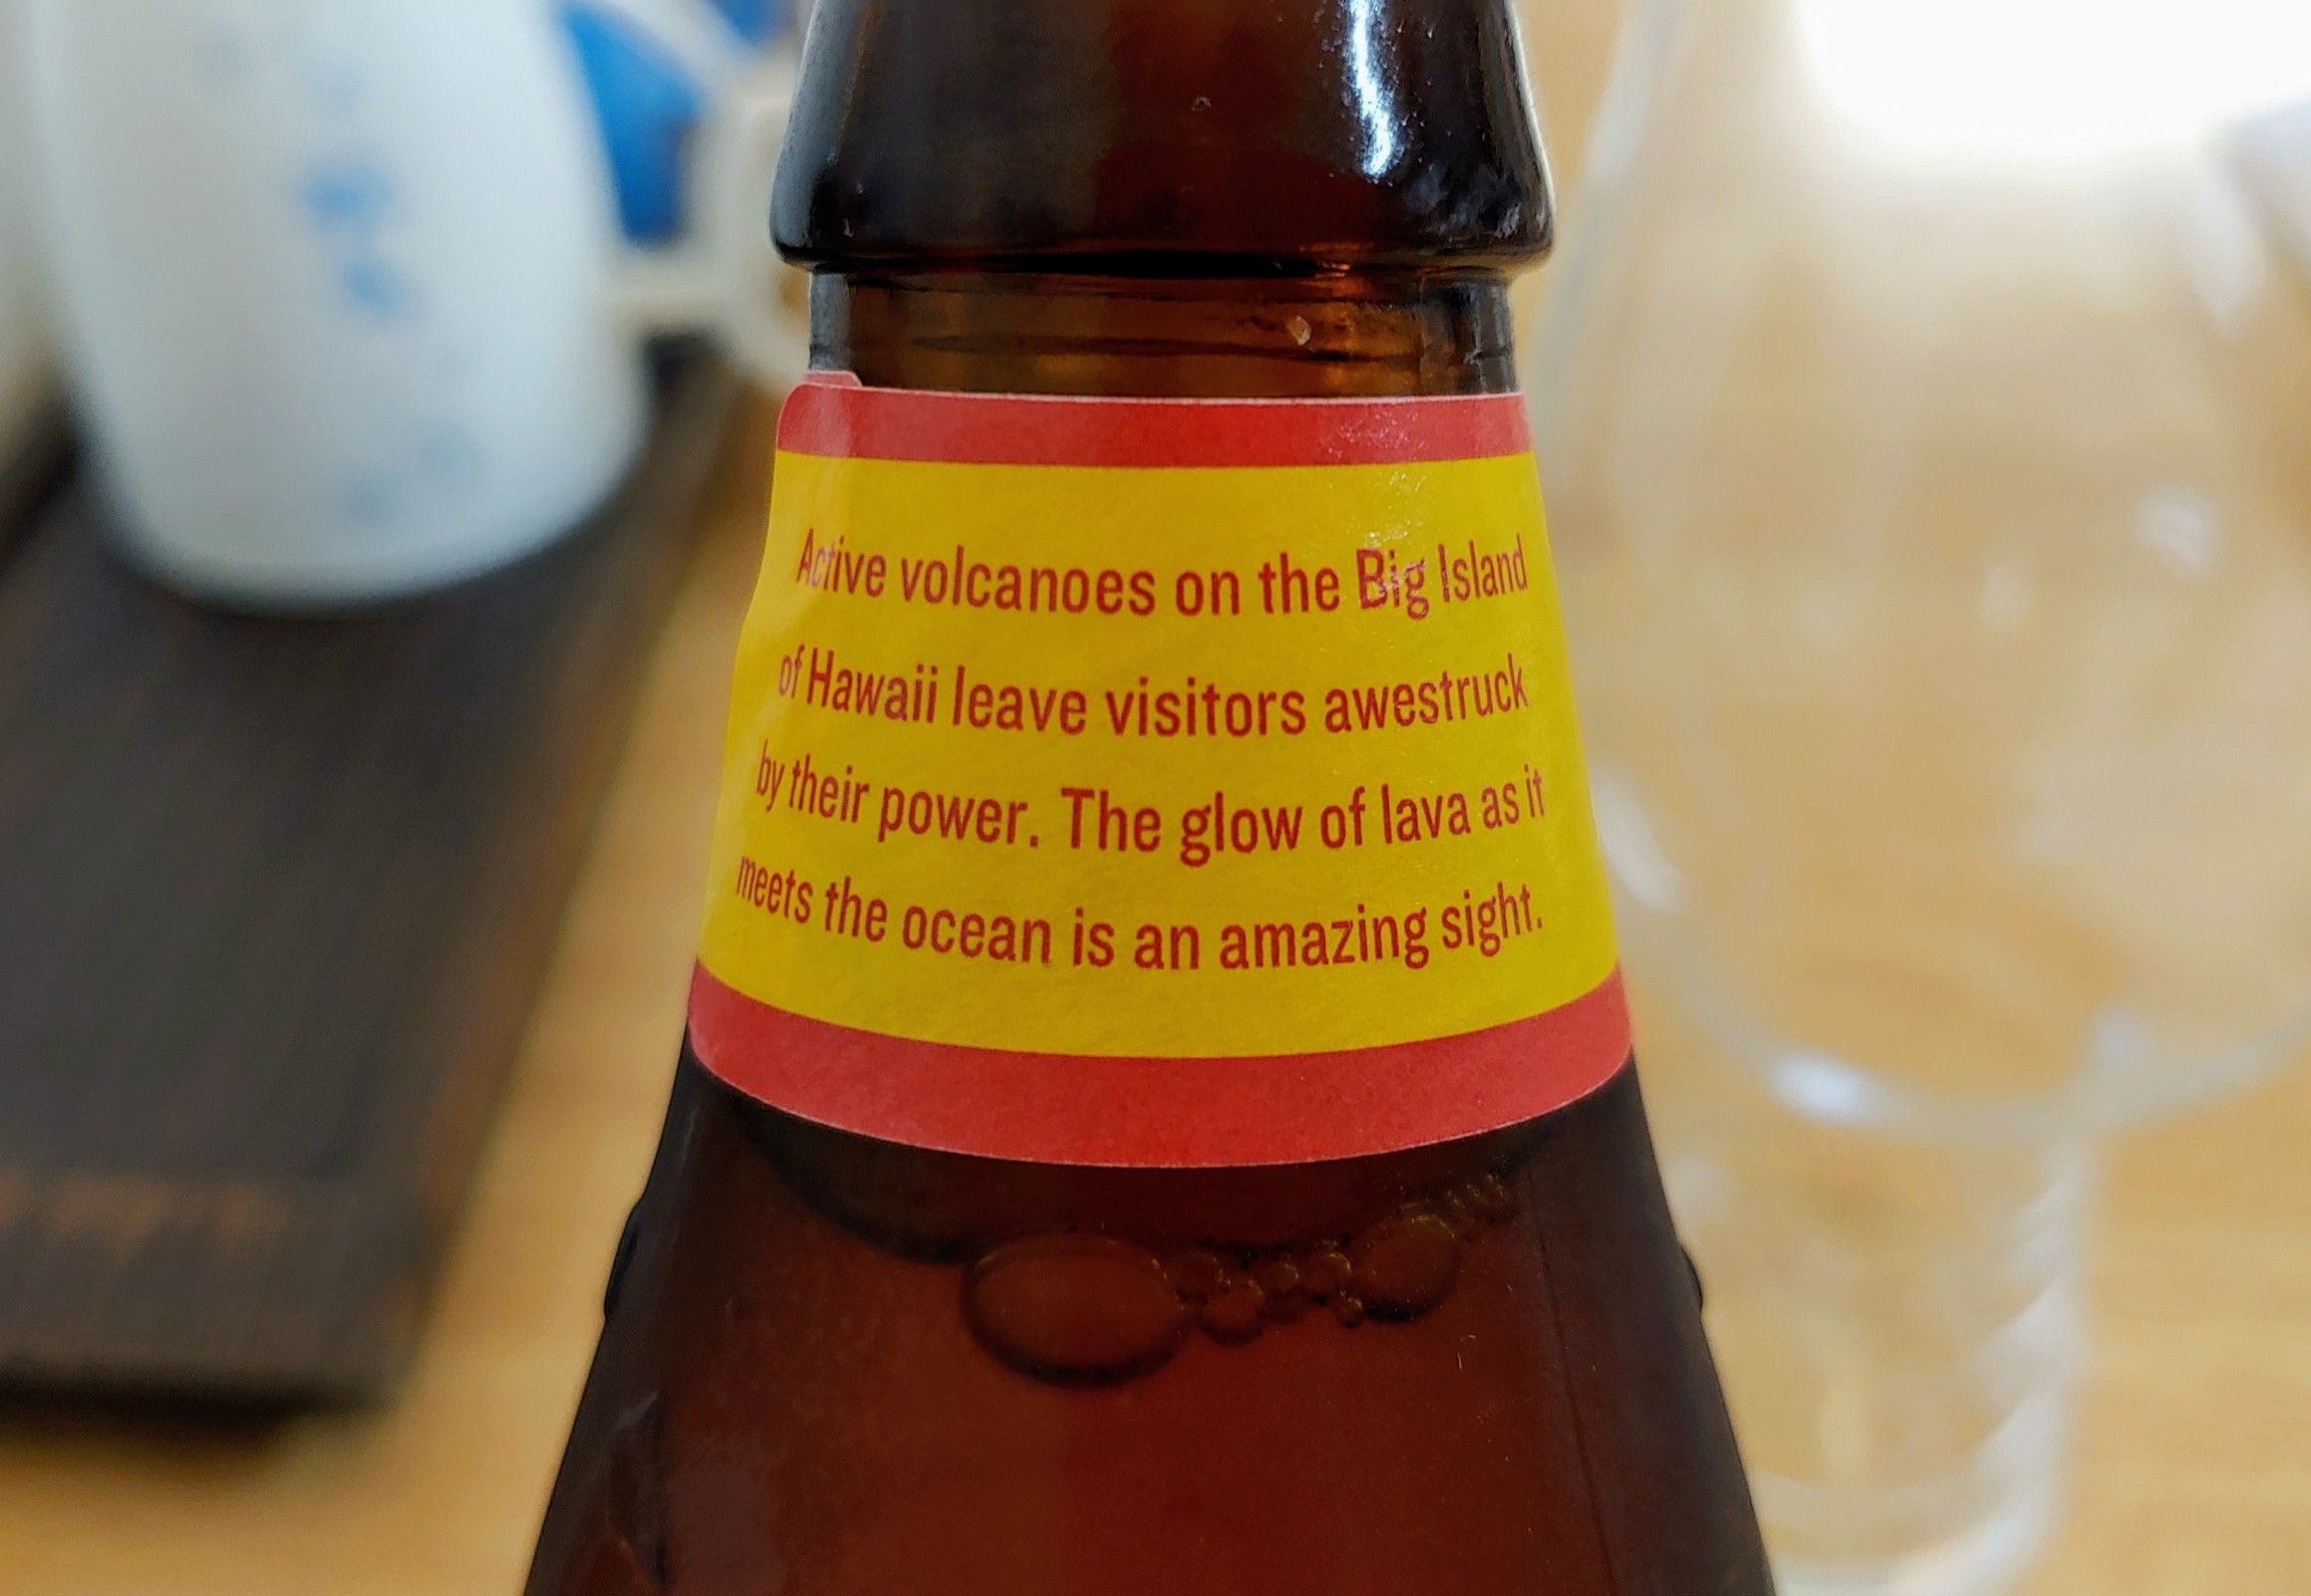 Active volcanoes on the Big Island
of Hawaii leave visitors awestruck
by their power. The glow of lava as it
meets the ocean is an amazing sight.